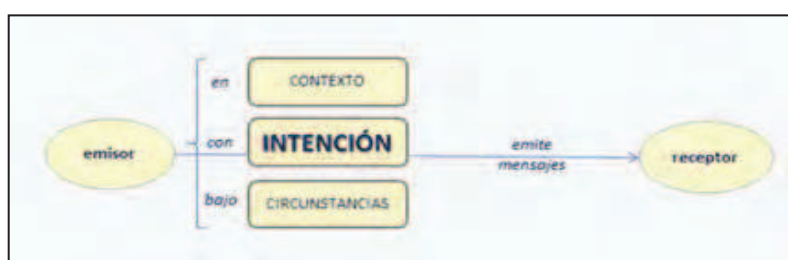 en
CONTEXTO
emisor
con
INTENCIÓN
emite
mensajes
receptor
bajo
CIRCUNSTANCIAS